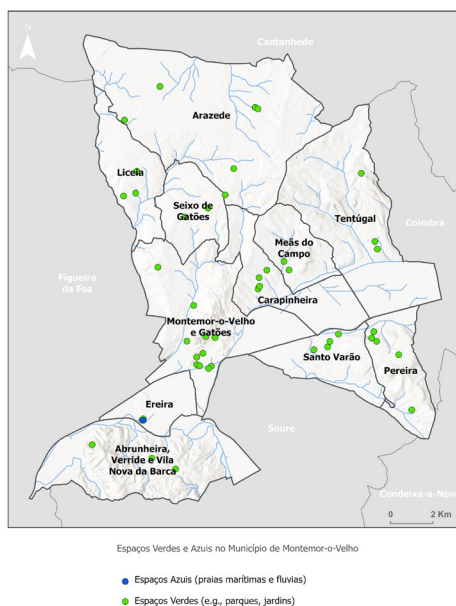 N
Cantanhede
Arazede
Liceia
Seixo de
Gatões
Tentúgal
Coimbra
Meãs do
Campo
Figueira
da Foz
Carapinheira
Montemor-o-Velho
e Gatões
Santo Varão
Pereira
Ereira
Soure
Abrunheira,
Verride e Vila
Nova da Barca
Condeixa-a-Nova
0 2 Km
Espaços Verdes e Azuis no Município de Montemor-o-Velho
Espaços Azuis (praias marítimas e fluvias)
Espaços Verdes (e.g., parques, jardins)